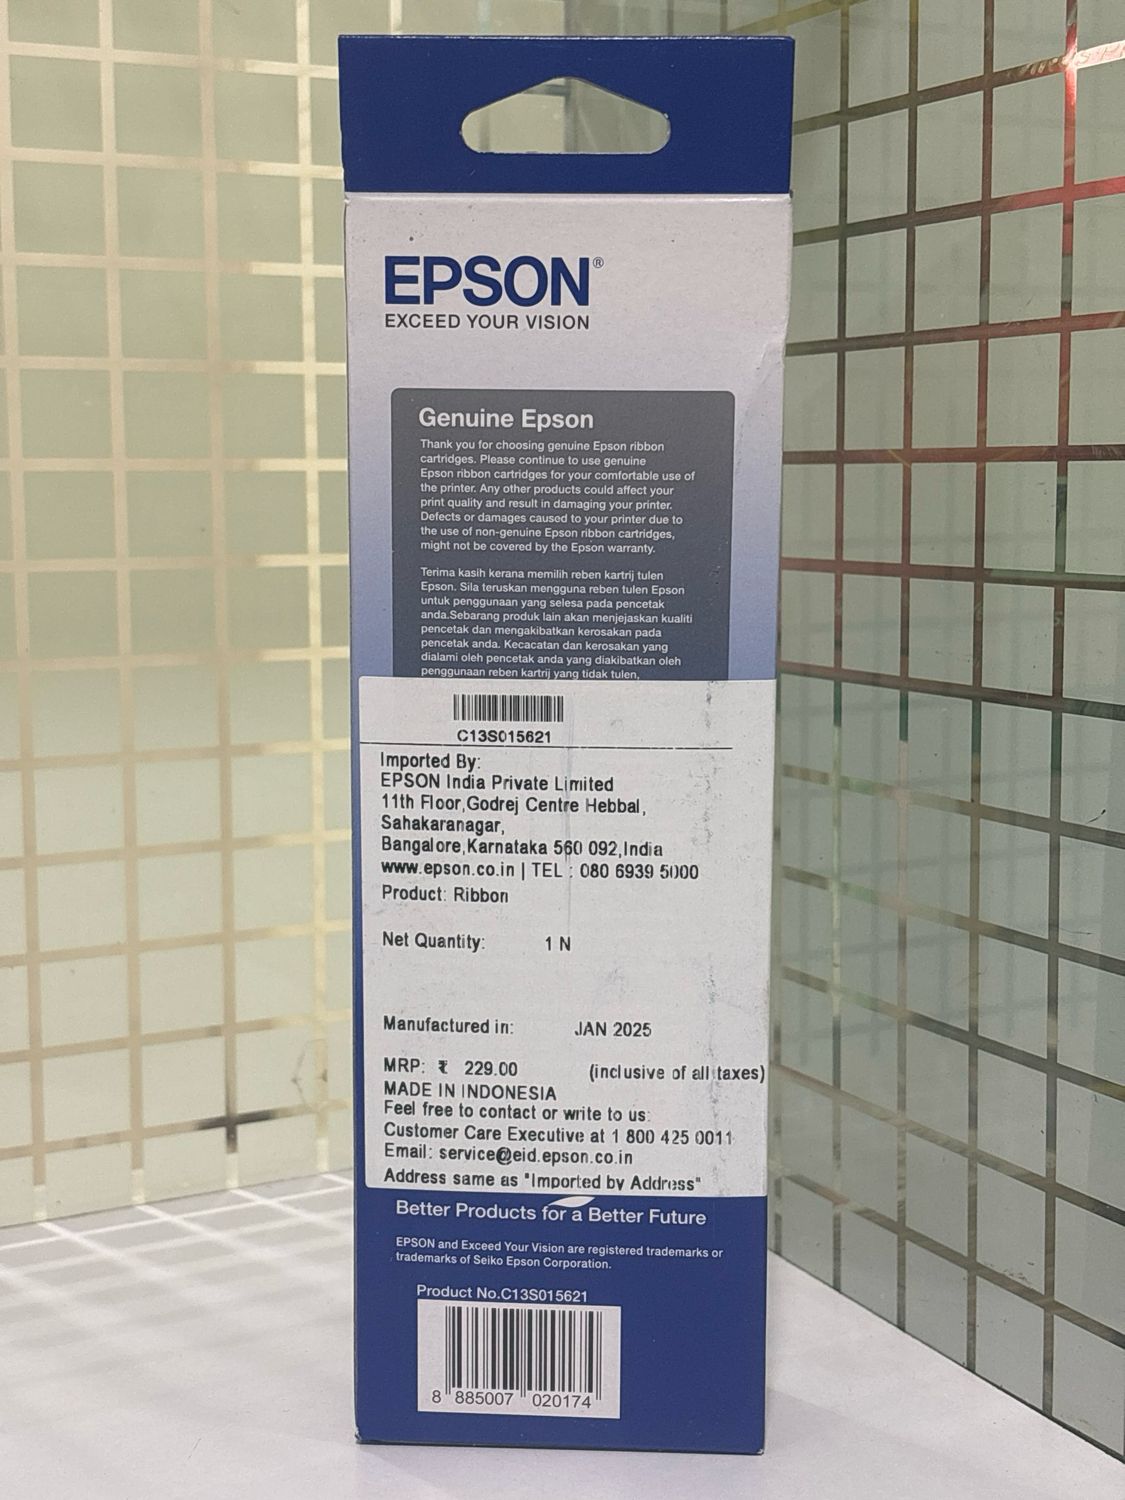 EPSON®
EXCEED YOUR VISION
Genuine Epson
Thank you for choosing genuine Epson ribbon
cartridges. Please continue to use genuine
Epson ribbon cartridges for your comfortable use of
the printer. Any other products could affect your
print quality and result in damaging your printer.
Defects or damages caused to your printer due to
the use of non-genuine Epson ribbon cartridges,
might not be covered by the Epson warranty.
Terima kasih kerana memilih reben kartrij tulen
Epson. Sila teruskan mengguna reben tulen Epson
untuk penggunaan yang selesa pada pencetak
anda.Sebarang produk lain akan menjejaskan kualiti
pencetak dan mengakibatkan kerosakan pada
pencetak anda. Kecacatan dan kerosakan yang
dialami oleh pencetak anda yang diakibatkan oleh
penggunaan reben kartrij yang tidak tulen,
C13S015621
Imported By:
EPSON India Private Limited
11th Floor,Godrej Centre Hebbal,
Sahakaranagar,
Bangalore,Karnataka 560 092,India
www.epson.co.in | TEL : 080 6939 5000
Product: Ribbon
Net Quantity: 1 N
Manufactured in: JAN 2025
MRP: ₹ 229.00 (inclusive of all taxes)
MADE IN INDONESIA
Feel free to contact or write to us:
Customer Care Executive at 1 800 425 0011
Email: service@eid.epson.co.in
Address same as "Imported by Address"
Better Products for a Better Future
EPSON and Exceed Your Vision are registered trademarks or
trademarks of Seiko Epson Corporation.
Product No.C13S015621
8 885007 020174